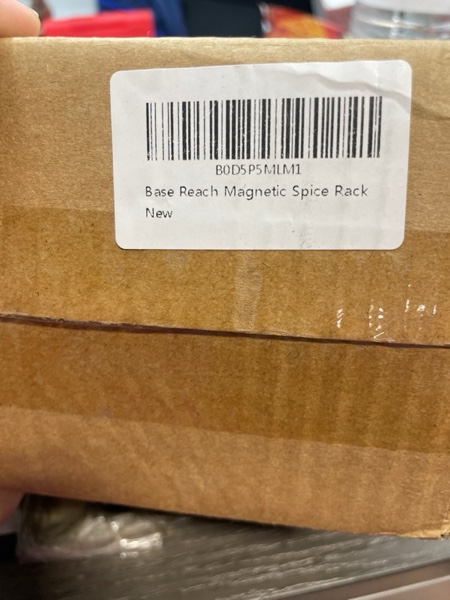 B0D5P5MLM1
Base Reach Magnetic Spice Rack
New